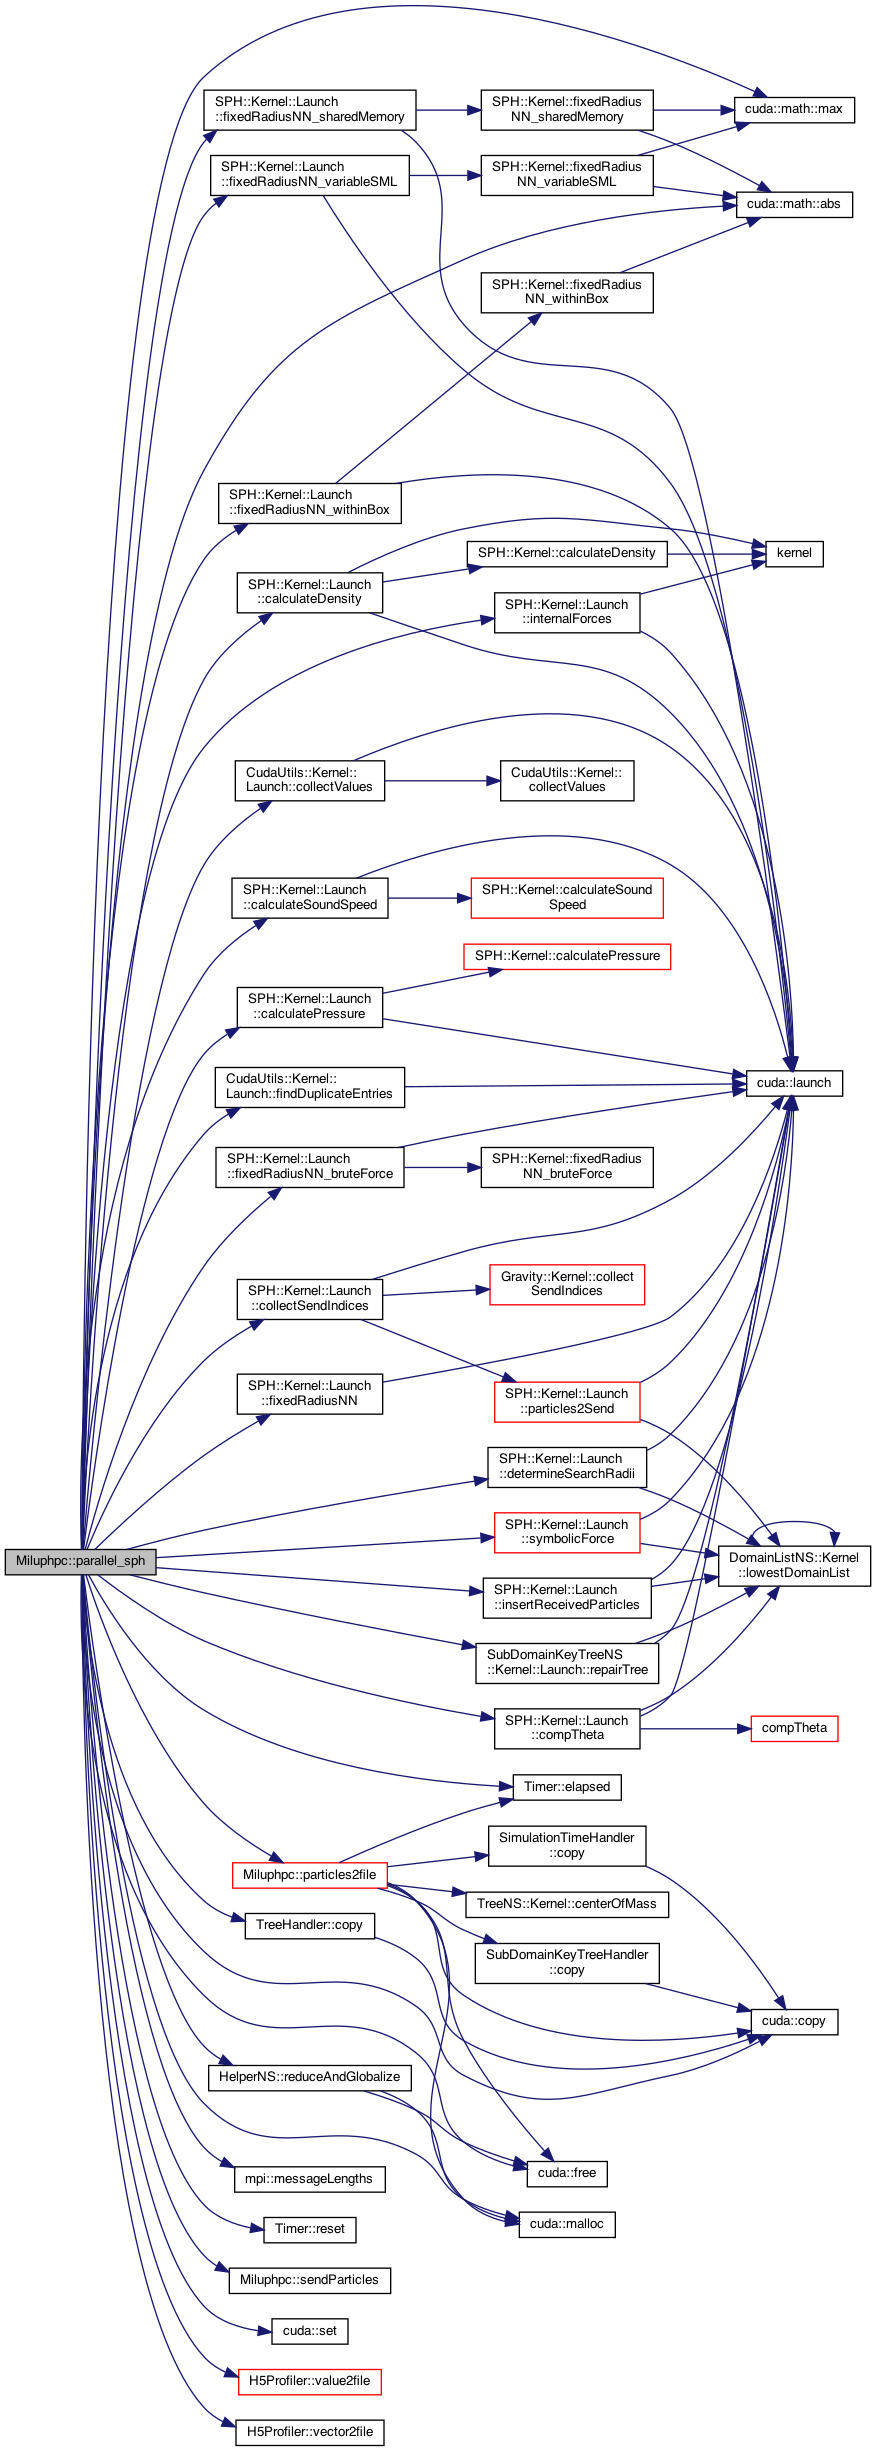 SPH::Kernel::Launch
::fixedRadiusNN_sharedMemory
SPH::Kernel::fixedRadius
NN_sharedMemory
cuda::math::max
SPH::Kernel::Launch
::fixedRadiusNN_variableSML
SPH::Kernel::fixedRadius
NN_variableSML
cuda::math::abs
SPH::Kernel::fixedRadius
NN_withinBox
SPH::Kernel::Launch
::fixedRadiusNN_withinBox
SPH::Kernel::calculateDensity
kernel
SPH::Kernel::Launch
::calculateDensity
SPH::Kernel::Launch
::internalForces
CudaUtils::Kernel::
Launch::collectValues
CudaUtils::Kernel::
collectValues
SPH::Kernel::Launch
::calculateSoundSpeed
SPH::Kernel::calculateSound
Speed
SPH::Kernel::calculatePressure
SPH::Kernel::Launch
::calculatePressure
CudaUtils::Kernel::
Launch::findDuplicateEntries
cuda::launch
SPH::Kernel::Launch
::fixedRadiusNN_bruteForce
SPH::Kernel::fixedRadius
NN_bruteForce
SPH::Kernel::Launch
::collectSendIndices
Gravity::Kernel::collect
SendIndices
SPH::Kernel::Launch
::fixedRadiusNN
SPH::Kernel::Launch
::particles2Send
SPH::Kernel::Launch
::determineSearchRadii
Miluphpc::parallel_sph
SPH::Kernel::Launch
::symbolicForce
DomainListNS::Kernel
::lowestDomainList
SPH::Kernel::Launch
::insertReceivedParticles
SubDomainKeyTreeNS
::Kernel::Launch::repairTree
SPH::Kernel::Launch
::compTheta
compTheta
Timer::elapsed
Miluphpc::particles2file
SimulationTimeHandler
::copy
TreeNS::Kernel::centerOfMass
TreeHandler::copy
SubDomainKeyTreeHandler
::copy
cuda::copy
HelperNS::reduceAndGlobalize
cuda::free
mpi::messageLengths
cuda::malloc
Timer::reset
Miluphpc::sendParticles
cuda::set
H5Profiler::value2file
H5Profiler::vector2file